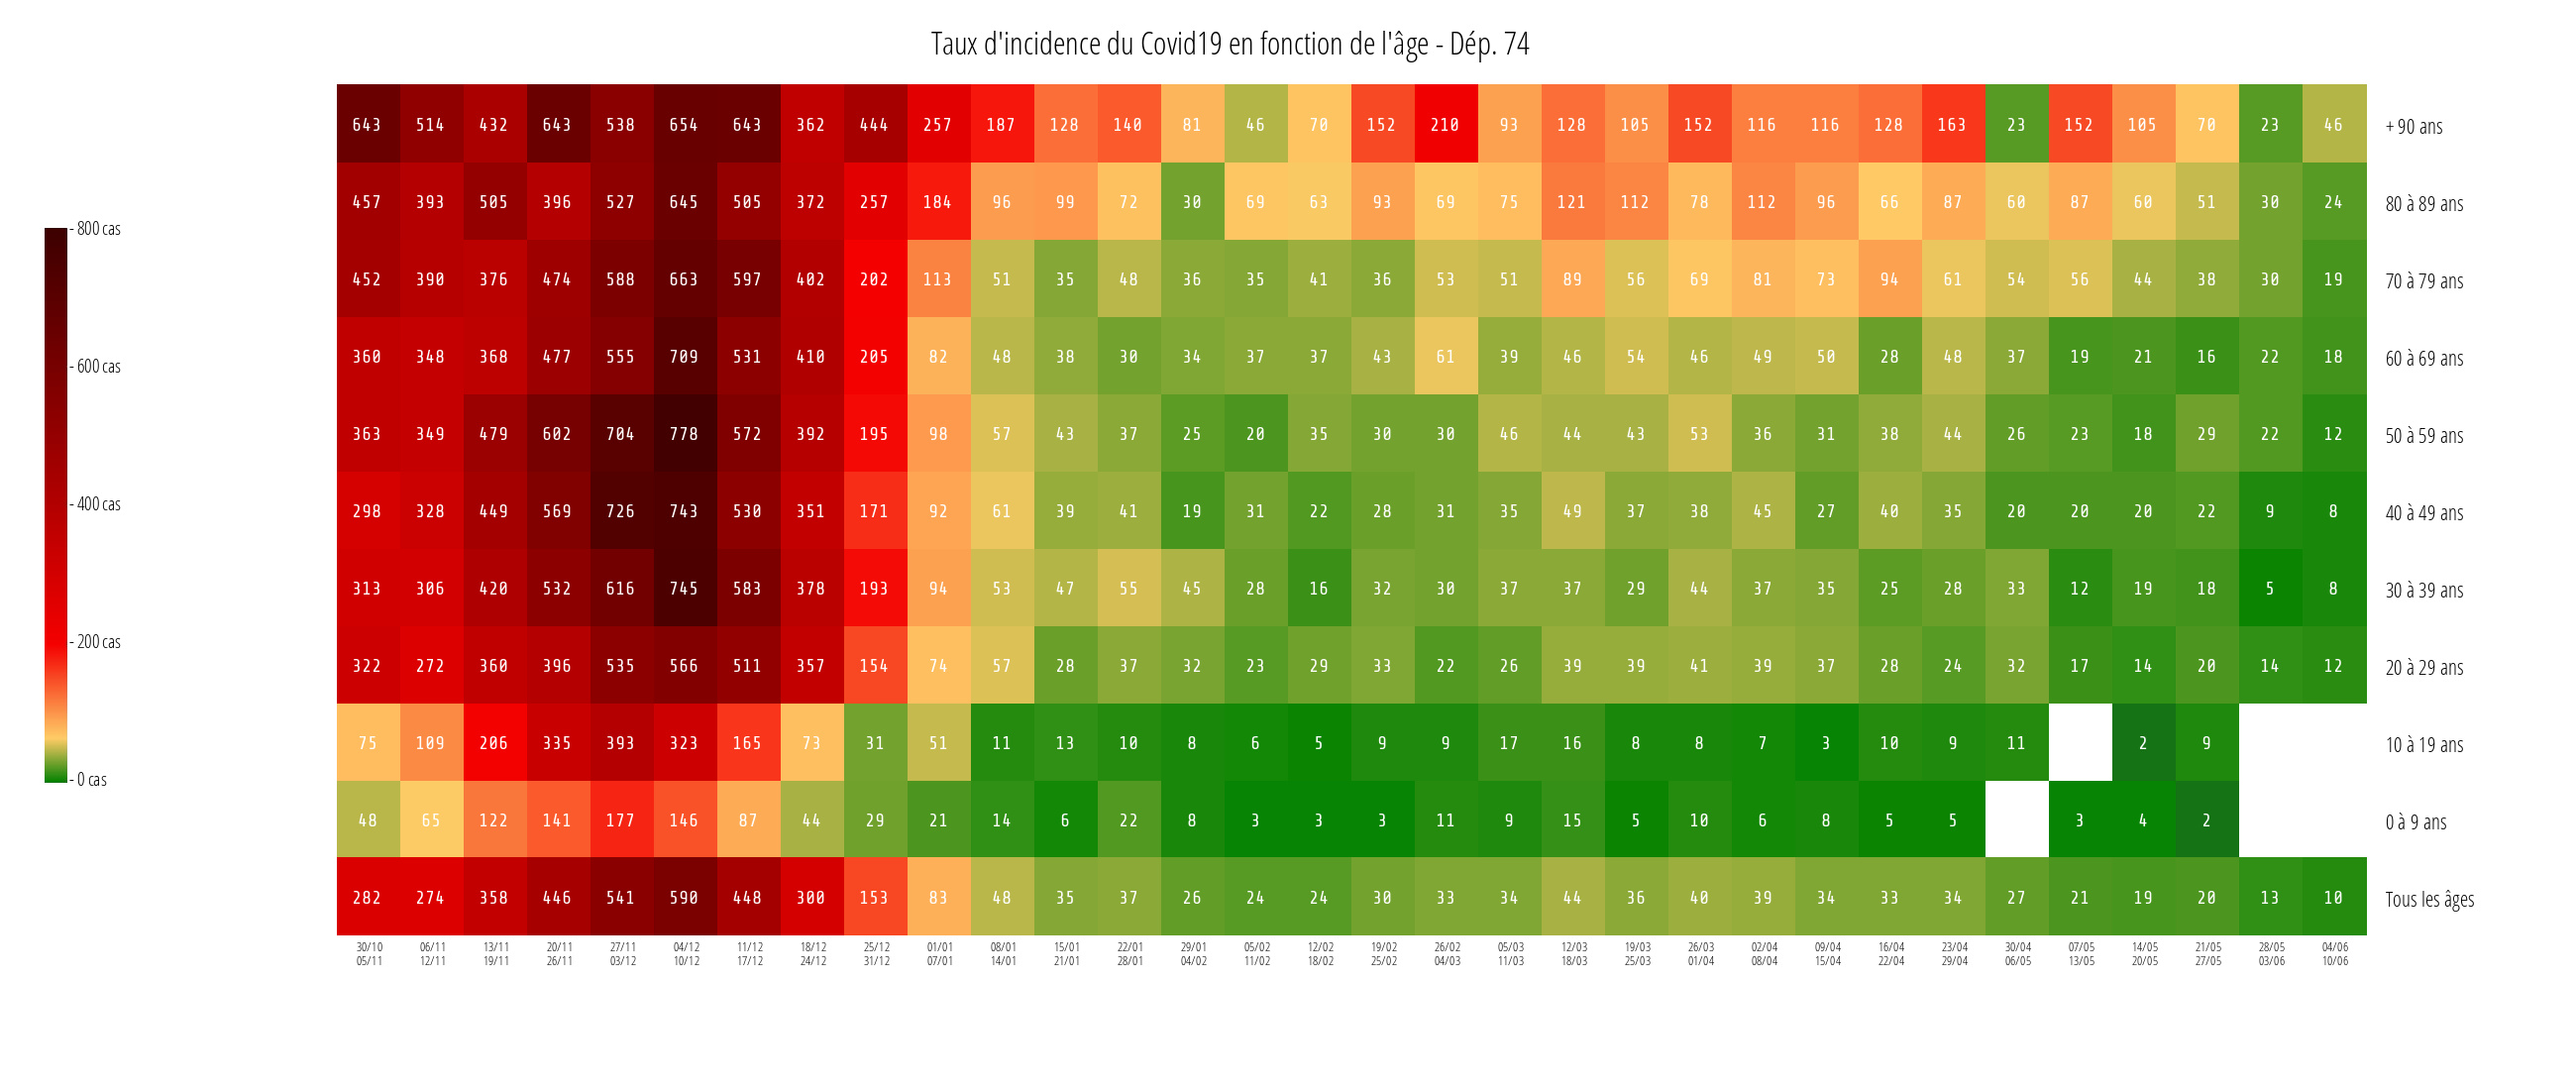 Taux d'incidence du Covid19 en fonction de l'âge - Dép. 74
- 800 cas
- 600 cas
- 400 cas
- 200 cas
- 0 cas
643 514 432 643 538 654 643 362 444 257 187 128 140 81 46 70 152 210 93 128 105 152 116 116 128 163 23 152 105 70 23 46 + 90 ans
457 393 505 396 527 645 505 372 257 184 96 99 72 30 69 63 93 69 75 121 112 78 112 96 66 87 60 87 60 51 30 24 80 à 89 ans
452 390 376 474 588 663 597 402 202 113 51 35 48 36 35 41 36 53 51 89 56 69 81 73 94 61 54 56 44 38 30 19 70 à 79 ans
360 348 368 477 555 709 531 410 205 82 48 38 30 34 37 37 43 61 39 46 54 46 49 50 28 48 37 19 21 16 22 18 60 à 69 ans
363 349 479 602 704 778 572 392 195 98 57 43 37 25 20 35 30 30 46 44 43 53 36 31 38 44 26 23 18 29 22 12 50 à 59 ans
298 328 449 569 726 743 530 351 171 92 61 39 41 19 31 22 28 31 35 49 37 38 45 27 40 35 20 20 20 22 9 8 40 à 49 ans
313 306 420 532 616 745 583 378 193 94 53 47 55 45 28 16 32 30 37 37 29 44 37 35 25 28 33 12 19 18 5 8 30 à 39 ans
322 272 360 396 535 566 511 357 154 74 57 28 37 32 23 29 33 22 26 39 39 41 39 37 28 24 32 17 14 20 14 12 20 à 29 ans
75 109 206 335 393 323 165 73 31 51 11 13 10 8 6 5 9 9 17 16 8 8 7 3 10 9 11 2 9 10 à 19 ans
48 65 122 141 177 146 87 44 29 21 14 6 22 8 3 3 3 11 9 15 5 10 6 8 5 5 3 4 2 0 à 9 ans
282 274 358 446 541 590 448 300 153 83 48 35 37 26 24 24 30 33 34 44 36 40 39 34 33 34 27 21 19 20 13 10 Tous les âges
30/10 06/11 13/11 20/11 27/11 04/12 11/12 18/12 25/12 01/01 08/01 15/01 22/01 29/01 05/02 12/02 19/02 26/02 05/03 12/03 19/03 26/03 02/04 09/04 16/04 23/04 30/04 07/05 14/05 21/05 28/05 04/06
05/11 12/11 19/11 26/11 03/12 10/12 17/12 24/12 31/12 07/01 14/01 21/01 28/01 04/02 11/02 18/02 25/02 04/03 11/03 18/03 25/03 01/04 08/04 15/04 22/04 29/04 06/05 13/05 20/05 27/05 03/06 10/06